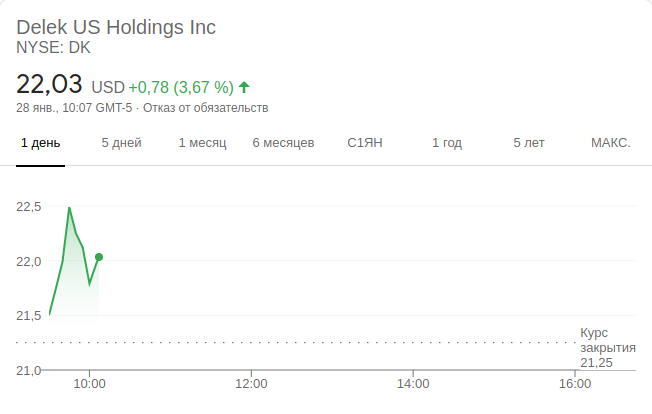 Delek US Holdings Inc
NYSE: DK
22,03 USD +0,78 (3,67 %)
28 янв., 10:07 GMT-5 · Отказ от обязательств
1 день 5 дней 1 месяц 6 месяцев С1ЯН 1 год 5 лет МАКС.
22,5
22,0
21,5
Курс
закрытия
21,25
21,0
10:00 12:00 14:00 16:00